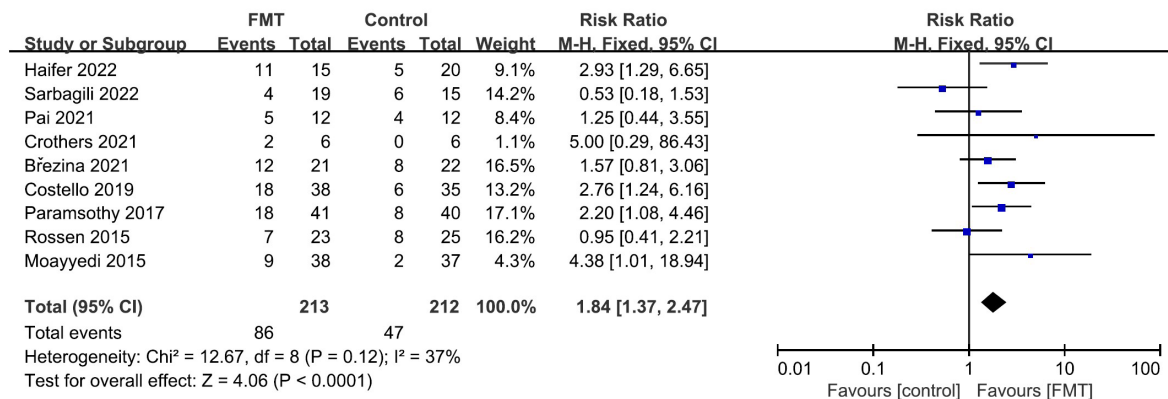 FMT Control Risk Ratio Risk Ratio
Study or Subgroup Events Total Events Total Weight M-H. Fixed. 95% CI M-H. Fixed. 95% CI
Haifer 2022 11 15 5 20 9.1% 2.93 [1.29, 6.65]
Sarbagili 2022 4 19 6 15 14.2% 0.53 [0.18, 1.53]
Pai 2021 5 12 4 12 8.4% 1.25 [0.44, 3.55]
Crothers 2021 2 6 0 6 1.1% 5.00 [0.29, 86.43]
Březina 2021 12 21 8 22 16.5% 1.57 [0.81, 3.06]
Costello 2019 18 38 6 35 13.2% 2.76 [1.24, 6.16]
Paramsothy 2017 18 41 8 40 17.1% 2.20 [1.08, 4.46]
Rossen 2015 7 23 8 25 16.2% 0.95 [0.41, 2.21]
Moayyedi 2015 9 38 2 37 4.3% 4.38 [1.01, 18.94]
Total (95% CI) 213 212 100.0% 1.84 [1.37, 2.47]
Total events 86 47
Heterogeneity: Chi² = 12.67, df = 8 (P = 0.12); I² = 37%
Test for overall effect: Z = 4.06 (P < 0.0001)
0.01 0.1 1 10 100
Favours [control] Favours [FMT]